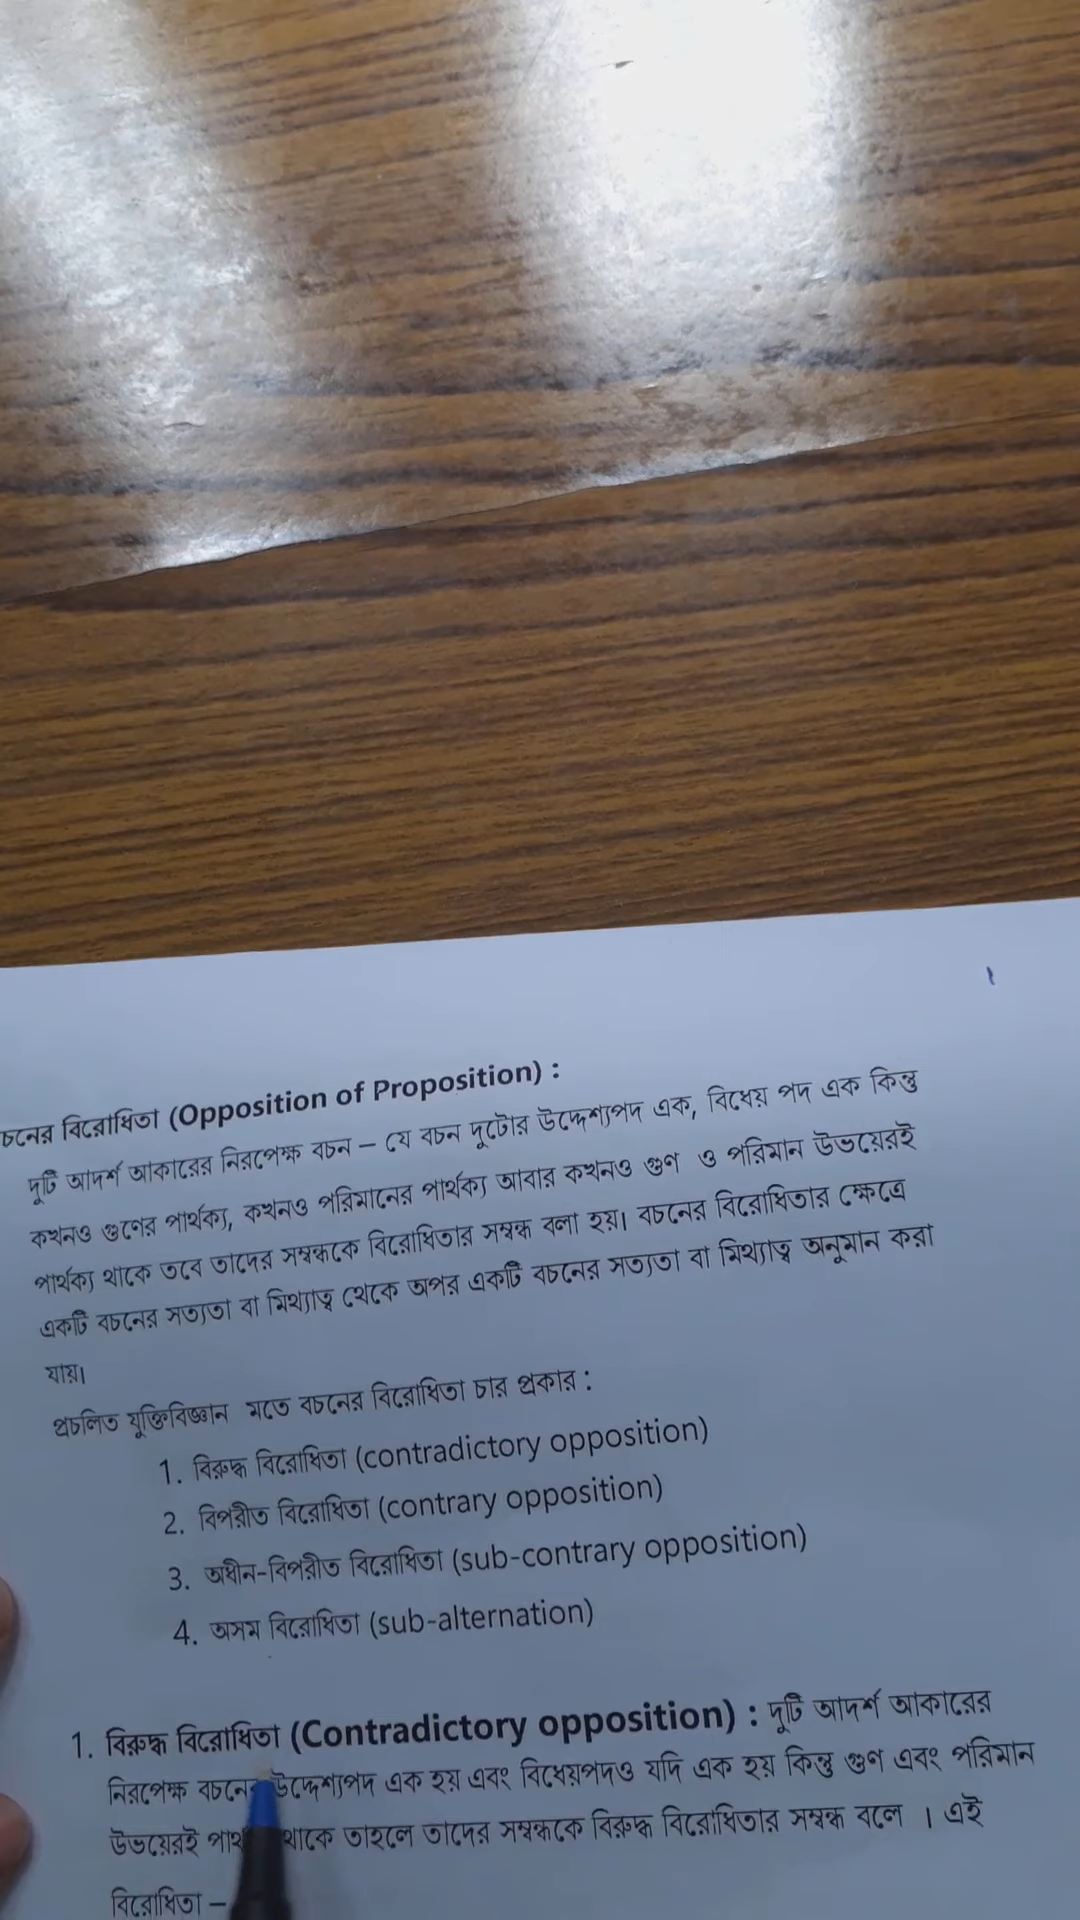 ১
চনের বিরোধিতা (Opposition of Proposition) :
দুটি আদর্শ আকারের নিরপেক্ষ বচন – যে বচন দুটোর উদ্দেশ্যপদ এক, বিধেয় পদ এক কিন্তু
কখনও গুণের পার্থক্য, কখনও পরিমানের পার্থক্য আবার কখনও গুণ ও পরিমান উভয়েরই
পার্থক্য থাকে তবে তাদের সম্বন্ধকে বিরোধিতার সম্বন্ধ বলা হয়। বচনের বিরোধিতার ক্ষেত্রে
একটি বচনের সত্যতা বা মিথ্যাত্ব থেকে অপর একটি বচনের সত্যতা বা মিথ্যাত্ব অনুমান করা
যায়।
প্রচলিত যুক্তিবিজ্ঞান মতে বচনের বিরোধিতা চার প্রকার :
1. বিরুদ্ধ বিরোধিতা (contradictory opposition)
2. বিপরীত বিরোধিতা (contrary opposition)
3. অধীন-বিপরীত বিরোধিতা (sub-contrary opposition)
4. অসম বিরোধিতা (sub-alternation)
1. বিরুদ্ধ বিরোধিতা (Contradictory opposition) : দুটি আদর্শ আকারের
নিরপেক্ষ বচনের উদ্দেশ্যপদ এক হয় এবং বিধেয়পদও যদি এক হয় কিন্তু গুণ এবং পরিমান
উভয়েরই থাকে তাহলে তাদের সম্বন্ধকে বিরুদ্ধ বিরোধিতার সম্বন্ধ বলে । এই
বিরোধিতা –